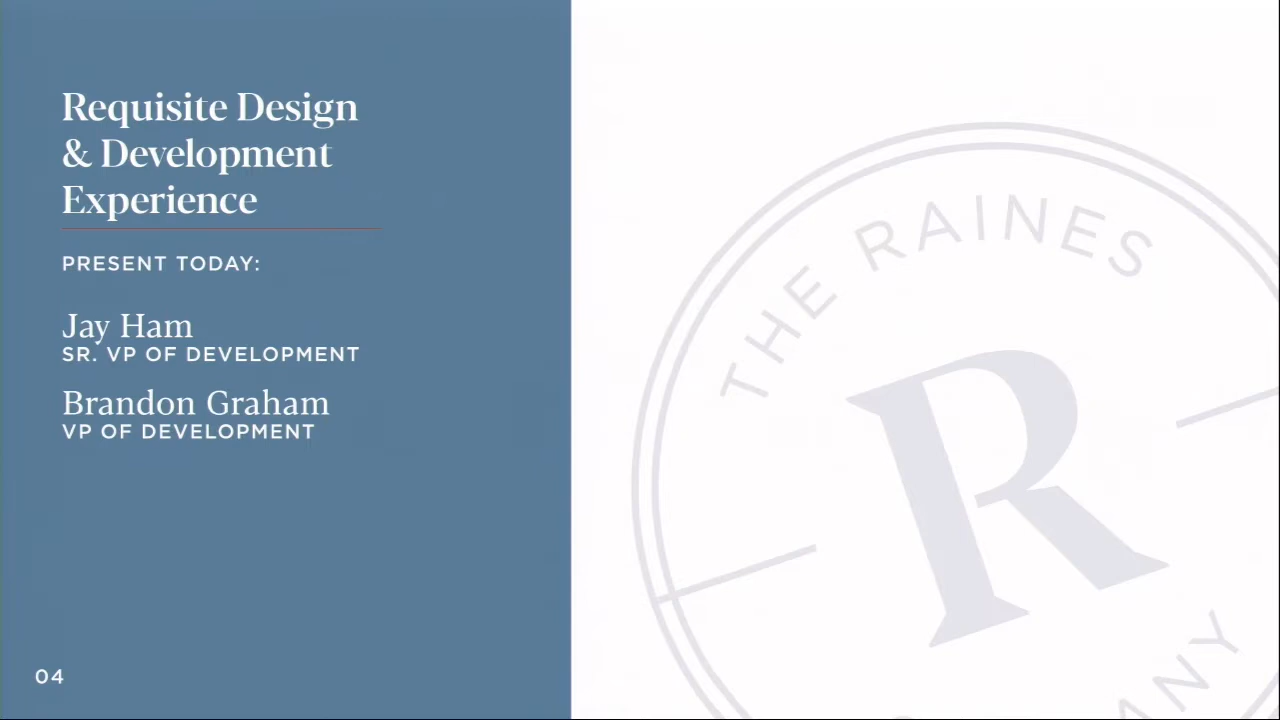 Requisite Design
& Development
Experience
PRESENT TODAY:
Jay Ham
SR. VP OF DEVELOPMENT
Brandon Graham
VP OF DEVELOPMENT
04
THE RAINES
R